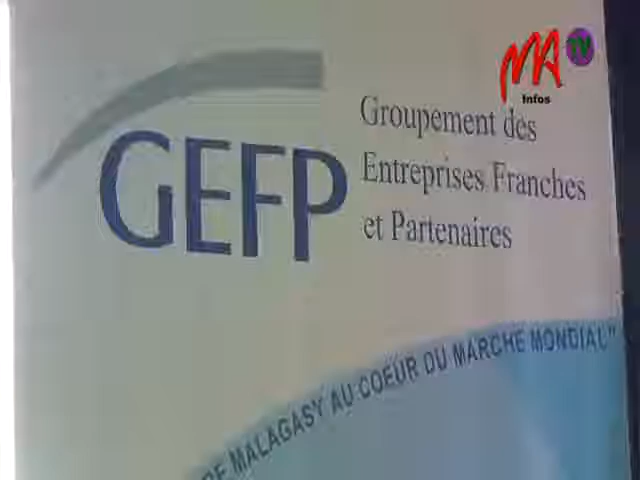 MA TV
Infos
GEFP
Groupement des
Entreprises Franches
et Partenaires
MALAGASY AU COEUR DU MARCHE MONDIAL"